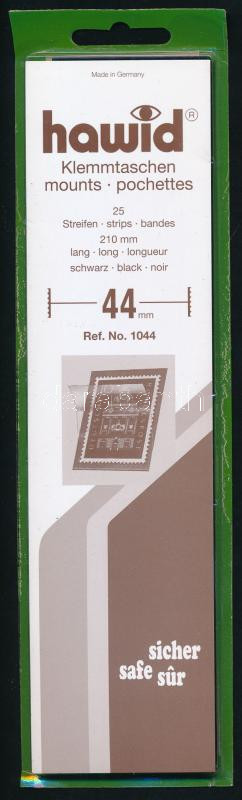 Made in Germany
hawid®
Klemmtaschen
mounts · pochettes
25
Streifen · strips · bandes
210 mm
lang · long · longueur
schwarz · black · noir
44 mm
Ref. No. 1044
darabanth
sicher
safe sûr